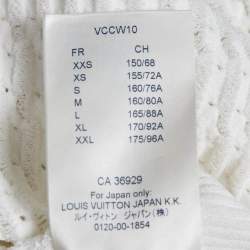 VCCW10
FR CH
XXS 150/68
XS 155/72A
S 160/76A
M 160/80A
L 165/88A
XL 170/92A
XXL 175/96A
CA 36929
For Japan only:
LOUIS VUITTON JAPAN K.K.
ルイ・ヴィトン ジャパン(株)
0120-00-1854